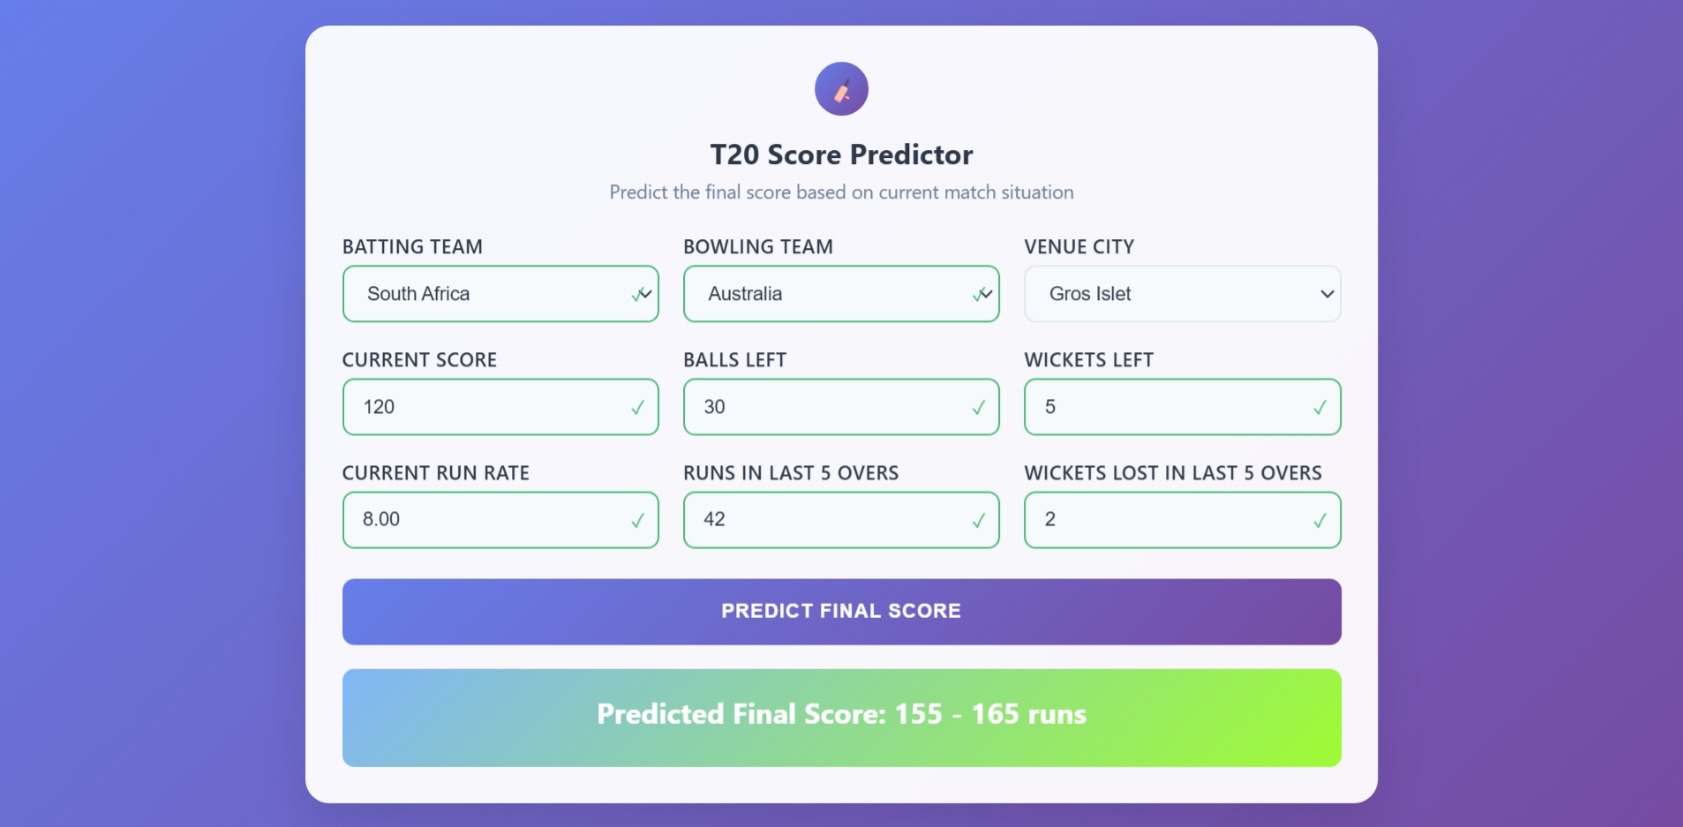 T20 Score Predictor
Predict the final score based on current match situation
BATTING TEAM BOWLING TEAM VENUE CITY
South Africa Australia Gros Islet
CURRENT SCORE BALLS LEFT WICKETS LEFT
120 30 5
CURRENT RUN RATE RUNS IN LAST 5 OVERS WICKETS LOST IN LAST 5 OVERS
8.00 42 2
PREDICT FINAL SCORE
Predicted Final Score: 155 - 165 runs